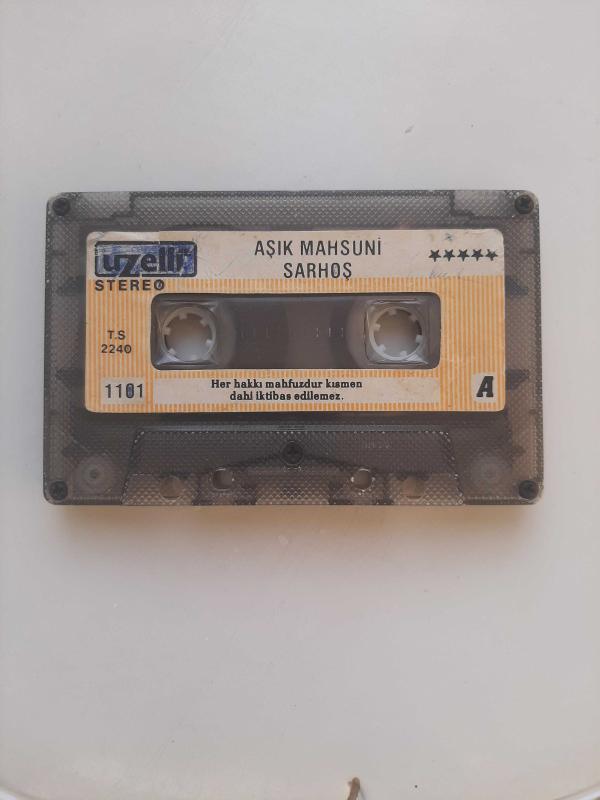 uzelli
STEREO
AŞIK MAHSUNİ
SARHOŞ
T.S
2240
1101
Her hakkı mahfuzdur kısmen
dahi iktibas edilemez.
A